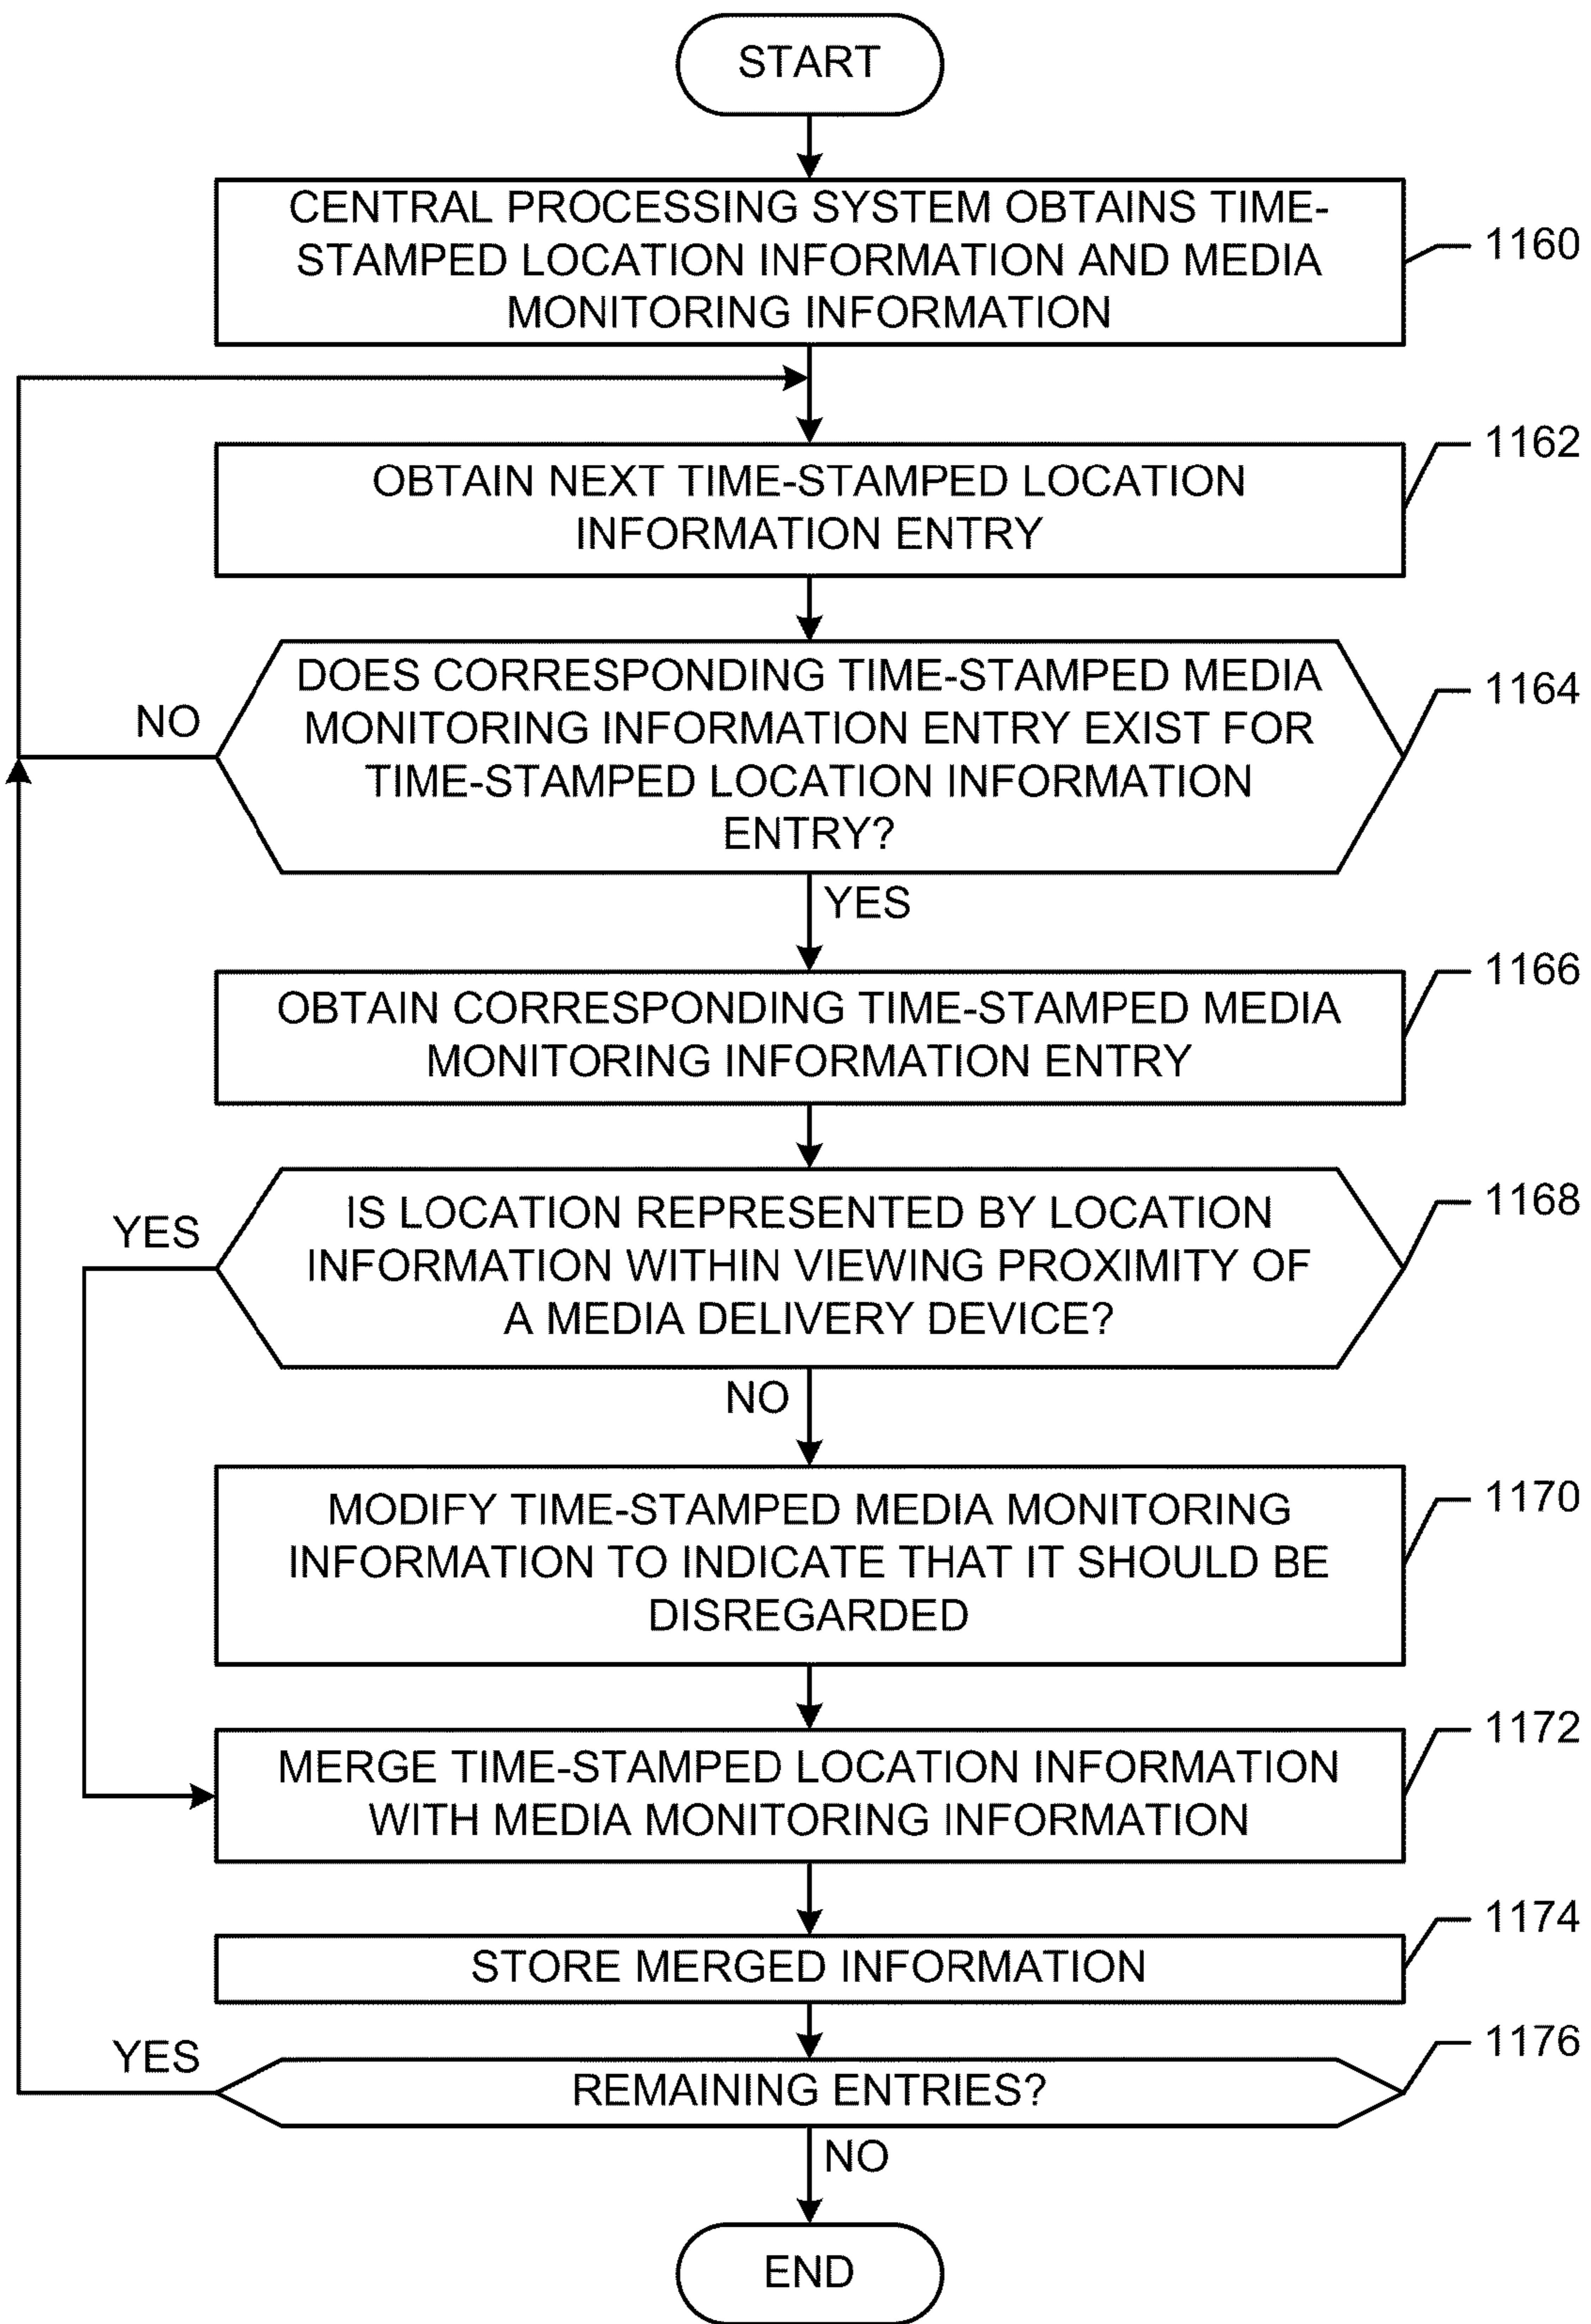 START
CENTRAL PROCESSING SYSTEM OBTAINS TIME-
STAMPED LOCATION INFORMATION AND MEDIA
MONITORING INFORMATION
1160
OBTAIN NEXT TIME-STAMPED LOCATION
INFORMATION ENTRY
1162
DOES CORRESPONDING TIME-STAMPED MEDIA
MONITORING INFORMATION ENTRY EXIST FOR
TIME-STAMPED LOCATION INFORMATION
ENTRY?
1164
NO
YES
OBTAIN CORRESPONDING TIME-STAMPED MEDIA
MONITORING INFORMATION ENTRY
1166
IS LOCATION REPRESENTED BY LOCATION
INFORMATION WITHIN VIEWING PROXIMITY OF
A MEDIA DELIVERY DEVICE?
1168
YES
NO
MODIFY TIME-STAMPED MEDIA MONITORING
INFORMATION TO INDICATE THAT IT SHOULD BE
DISREGARDED
1170
MERGE TIME-STAMPED LOCATION INFORMATION
WITH MEDIA MONITORING INFORMATION
1172
STORE MERGED INFORMATION
1174
REMAINING ENTRIES?
1176
YES
NO
END